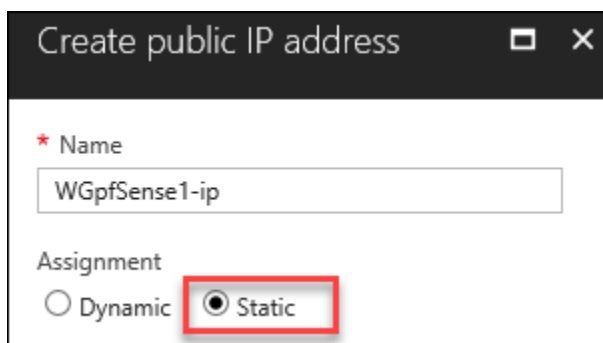 Create public IP address
* Name
WGpfSense1-ip
Assignment
Dynamic Static